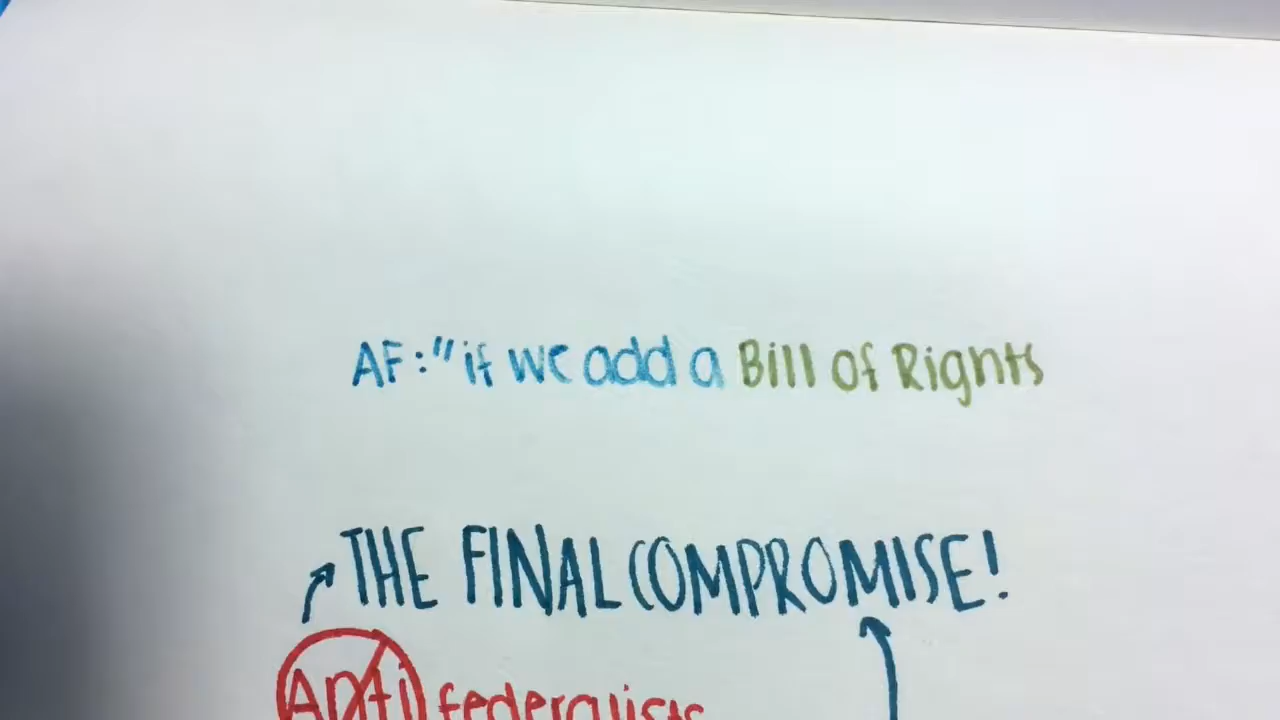 AF: "if we add a Bill of Rights
THE FINAL COMPROMISE!
Anti federalists